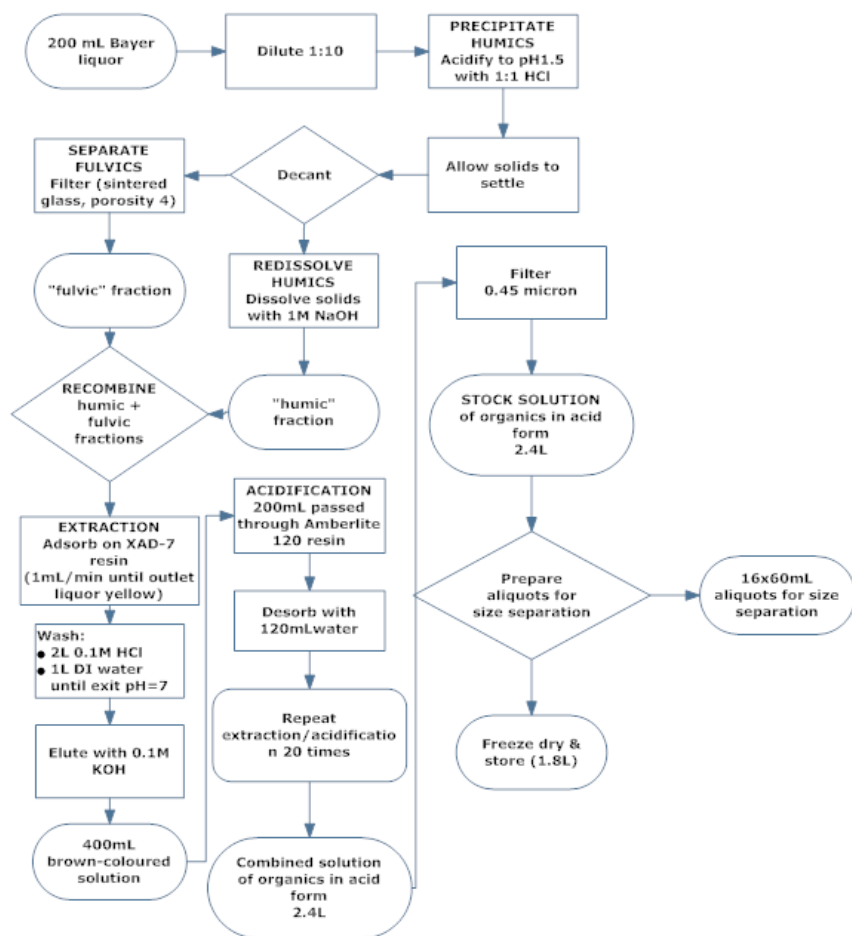 200 mL Bayer
liquor
Dilute 1:10
PRECIPITATE
HUMICS
Acidify to pH1.5
with 1:1 HCl
Allow solids to
settle
Decant
SEPARATE
FULVICS
Filter (sintered
glass, porosity 4)
"fulvic" fraction
REDISSOLVE
HUMICS
Dissolve solids
with 1M NaOH
"humic"
fraction
RECOMBINE
humic +
fulvic
fractions
EXTRACTION
Adsorb on XAD-7
resin
(1mL/min until outlet
liquor yellow)
Wash:
● 2L 0.1M HCl
● 1L DI water
until exit pH=7
Elute with 0.1M
KOH
400mL
brown-coloured
solution
ACIDIFICATION
200mL passed
through Amberlite
120 resin
Desorb with
120mLwater
Repeat
extraction/acidificatio
n 20 times
Combined solution
of organics in acid
form
2.4L
Filter
0.45 micron
STOCK SOLUTION
of organics in acid
form
2.4L
Prepare
aliquots for
size separation
16x60mL
aliquots for size
separation
Freeze dry &
store (1.8L)